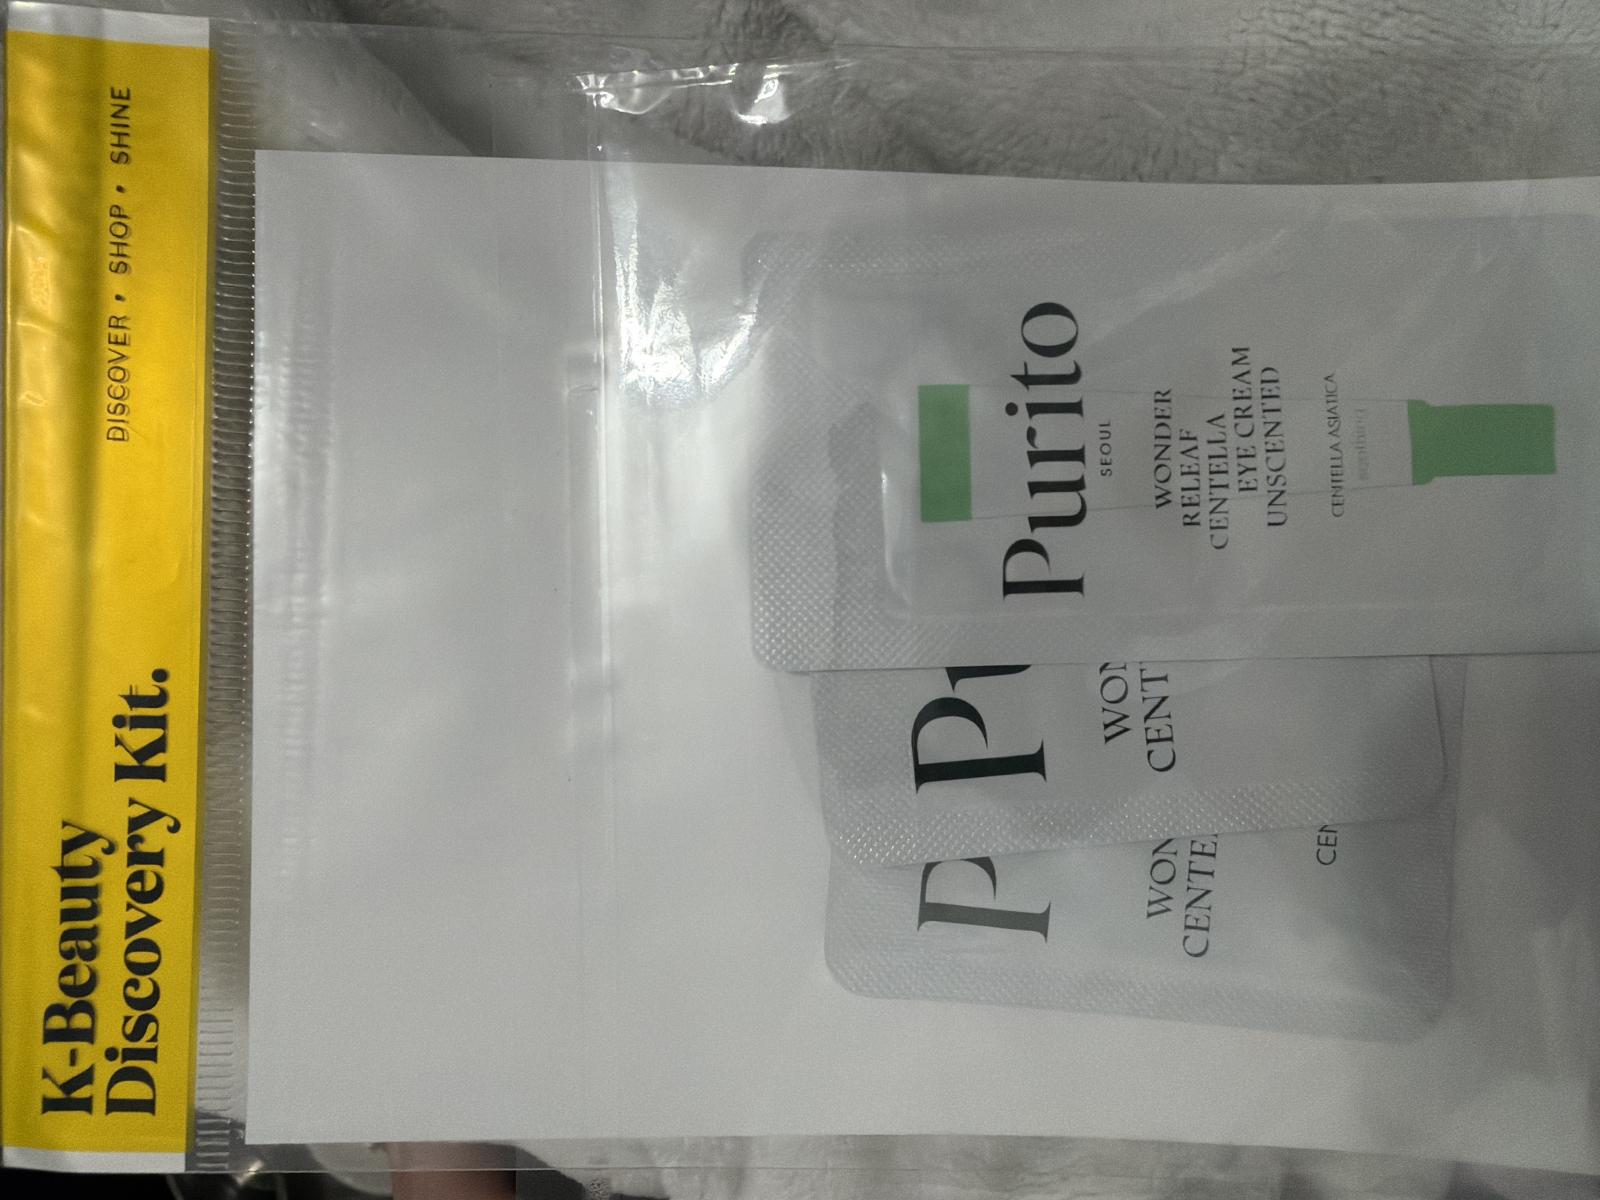 K-Beauty
Discovery Kit.
DISCOVER • SHOP • SHINE
Purito
SEOUL
WONDER
RELEAF
CENTELLA
EYE CREAM
UNSCENTED
CENTELLA ASIATICA
soothing
Pu
WON
CENT
P
WON
CENTE
CEN